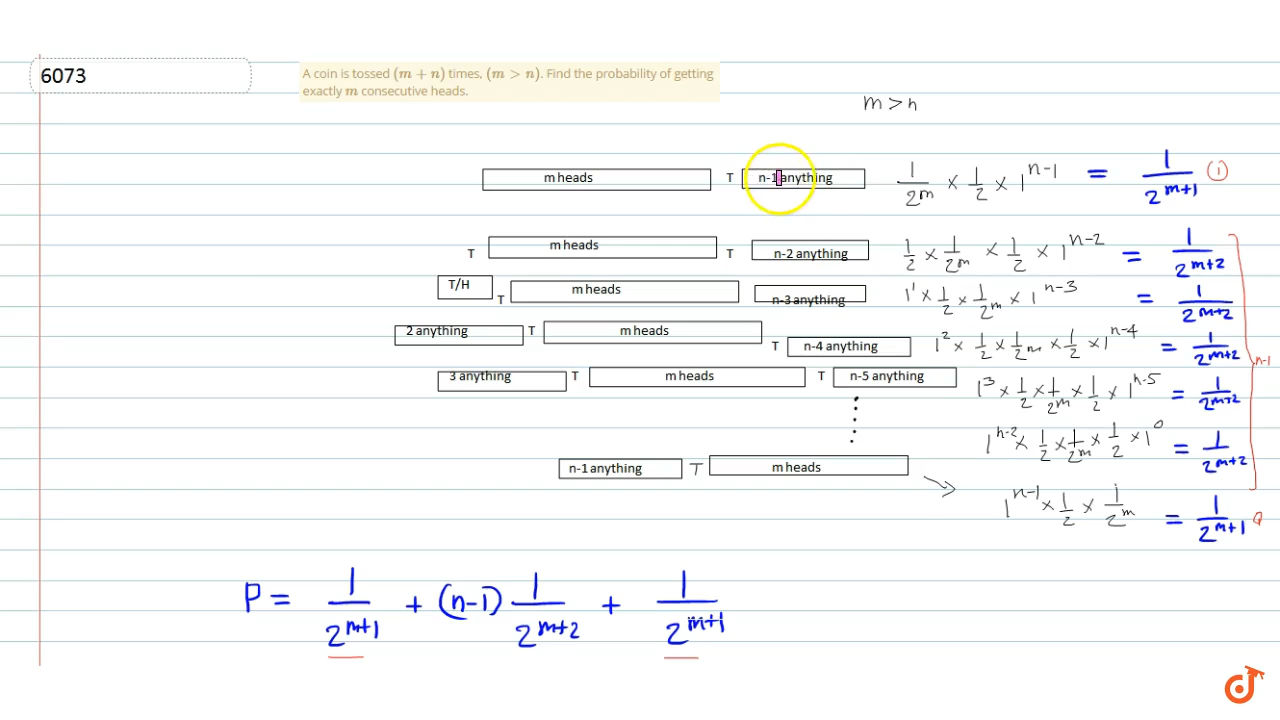 6073
A coin is tossed (m + n) times, (m > n). Find the probability of getting
exactly m consecutive heads.
m > n
m heads T n-1 anything 1/2^m × 1/2 × 1^{n-1} = 1/2^{m+1} ①
T m heads T n-2 anything 1/2 × 1/2^m × 1/2 × 1^{n-2} = 1/2^{m+2}
T/H T m heads n-3 anything 1^1 × 1/2 × 1/2^m × 1^{n-3} = 1/2^{m+2}
2 anything T m heads T n-4 anything 1^2 × 1/2 × 1/2^m × 1/2 × 1^{n-4} = 1/2^{m+2}
n-1
3 anything T m heads T n-5 anything 1^3 × 1/2 × 1/2^m × 1/2 × 1^{n-5} = 1/2^{m+2}
1^{n-2} × 1/2 × 1/2^m × 1/2 × 1^0 = 1/2^{m+2}
n-1 anything T m heads
1^{n-1} × 1/2 × 1/2^m = 1/2^{m+1}
P = 1/2^{m+1} + (n-1) 1/2^{m+2} + 1/2^{m+1}